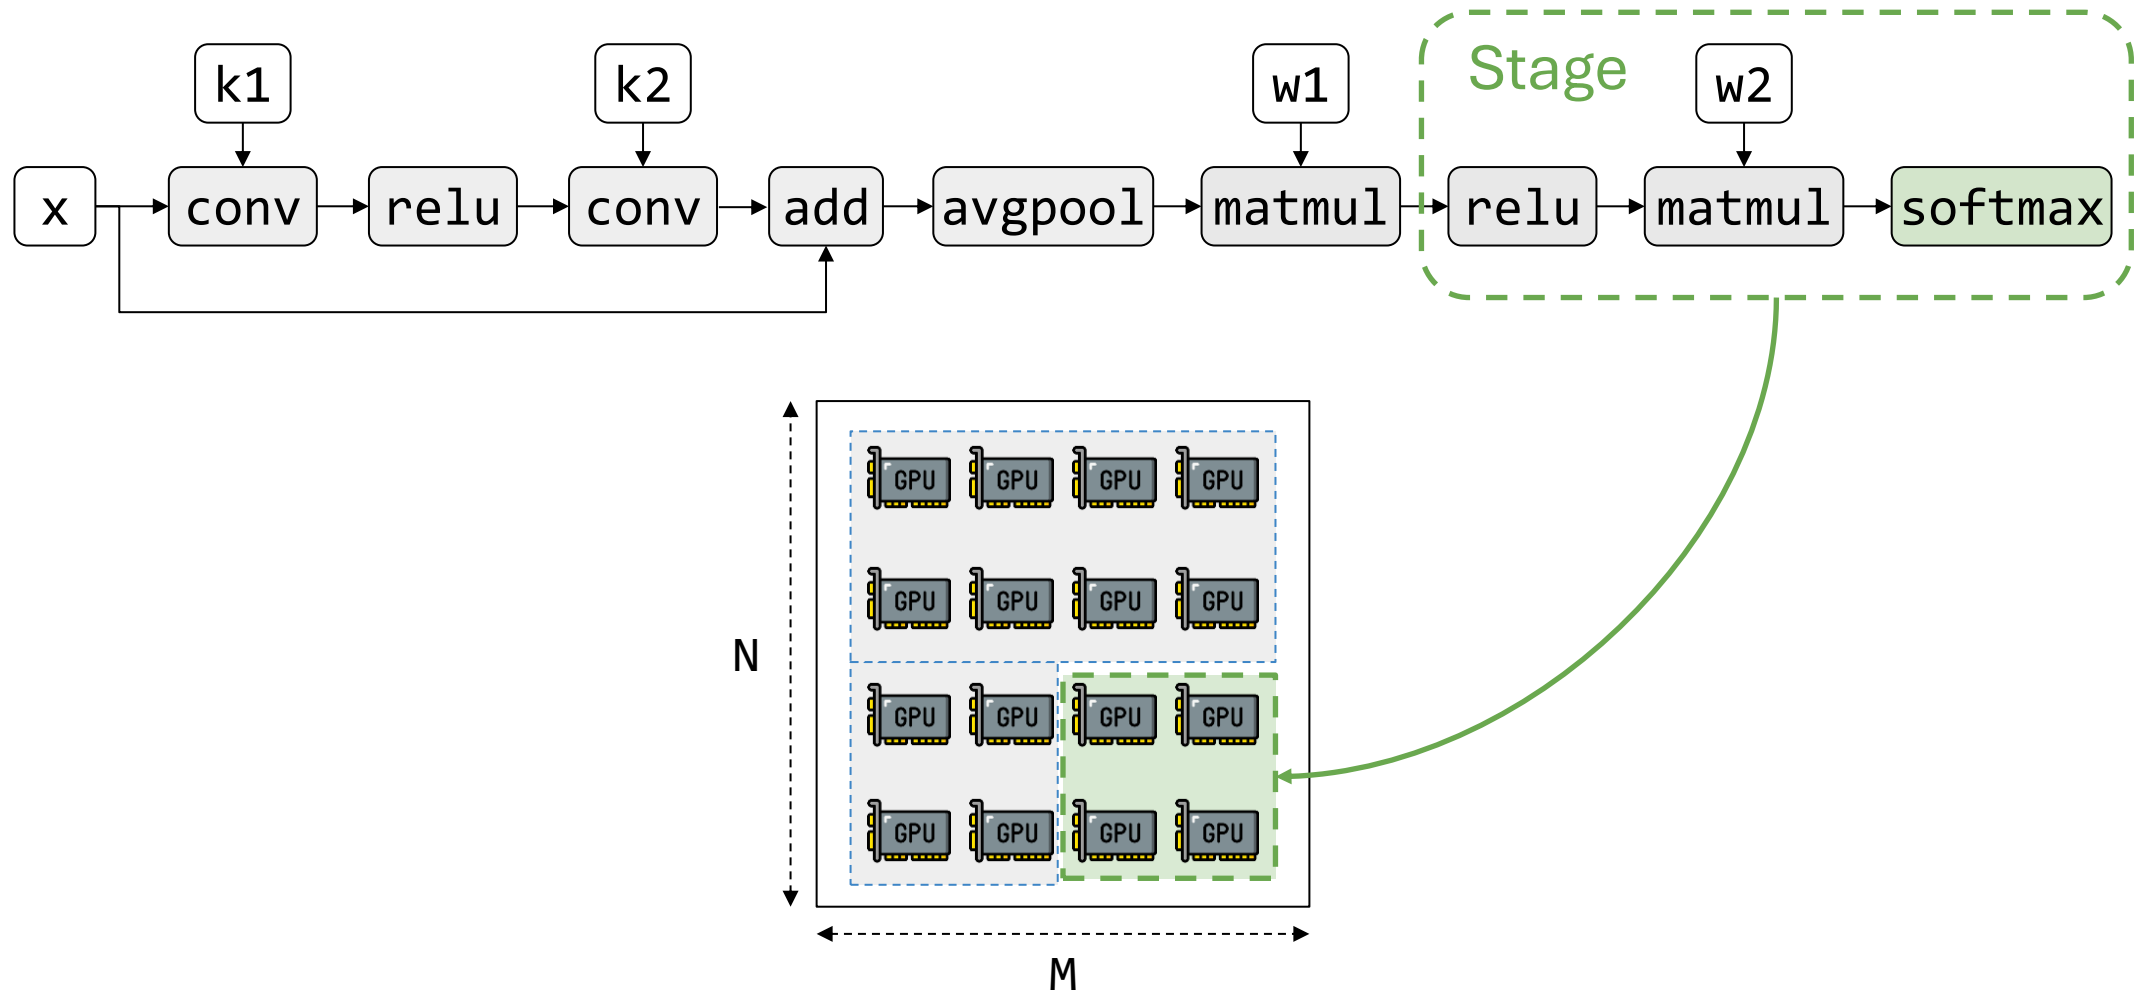 k1
k2
w1
Stage
w2
x
conv
relu
conv
add
avgpool
matmul
relu
matmul
softmax
GPU GPU GPU GPU
GPU GPU GPU GPU
N
GPU GPU GPU GPU
GPU GPU GPU GPU
M